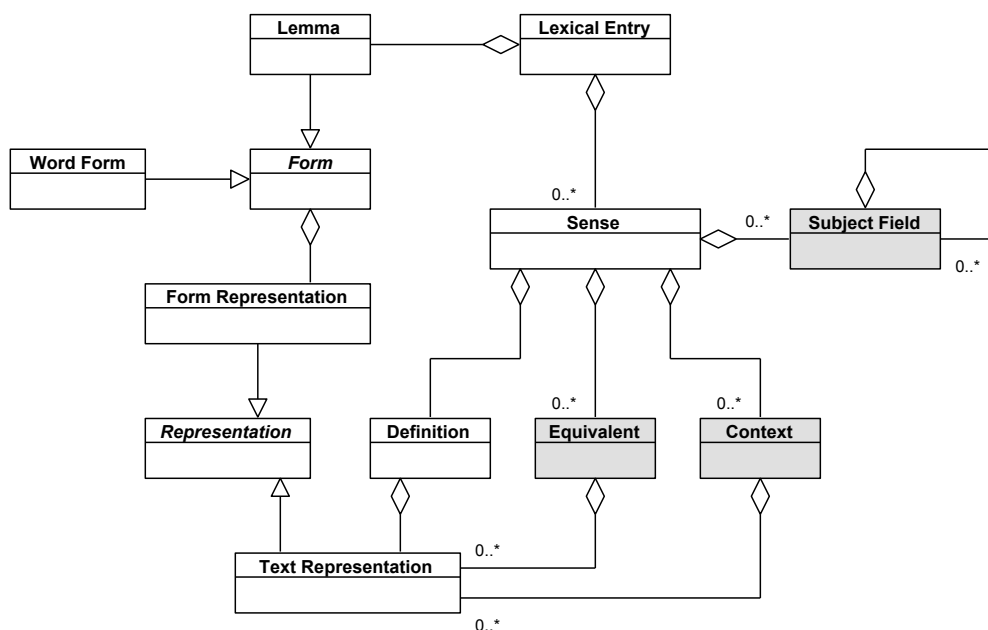 Lemma
Lexical Entry
Word Form
Form
0..*
Sense
0..*
Subject Field
0..*
Form Representation
0..*
0..*
Representation
Definition
Equivalent
Context
0..*
Text Representation
0..*